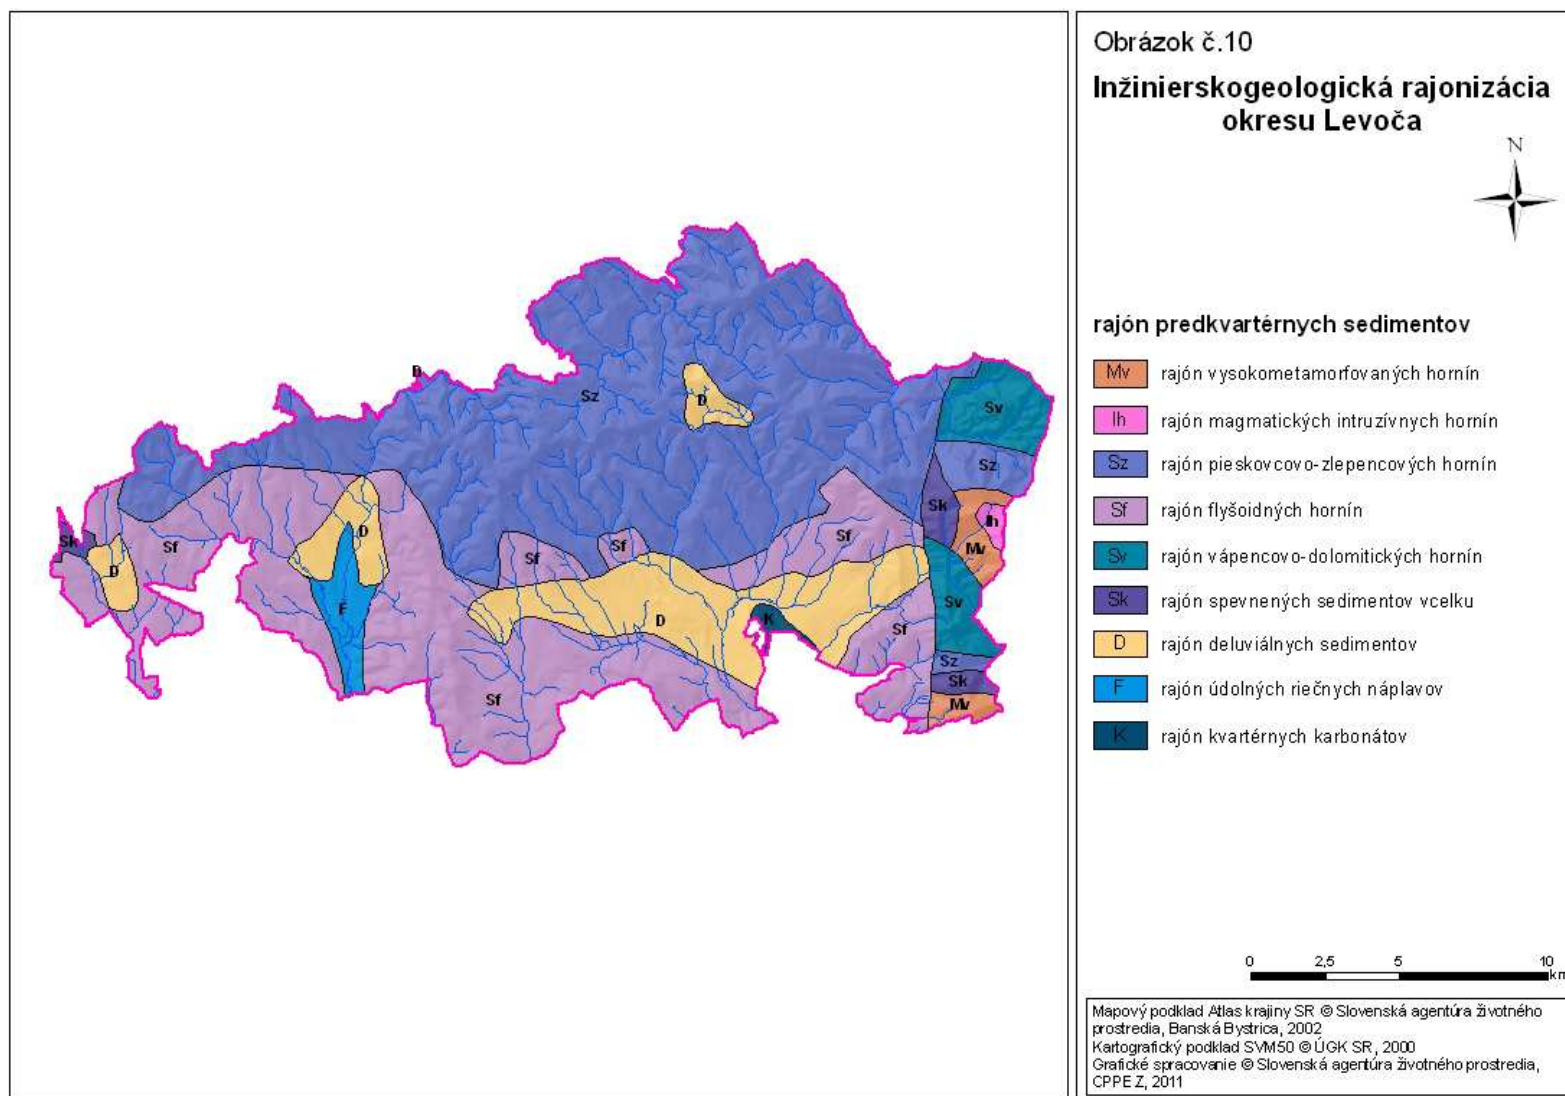 Obrázok č.10
Inžinierskogeologická rajonizácia
okresu Levoča
N
rajón predkvartérnych sedimentov
Mv rajón vysokometamorfovaných hornín
Ih rajón magmatických intruzívnych hornín
Sz rajón pieskovcovo-zlepencových hornín
Sf rajón flyšoidných hornín
Sv rajón vápencovo-dolomitických hornín
Sk rajón spevnených sedimentov vcelku
D rajón deluviálnych sedimentov
F rajón údolných riečnych náplavov
K rajón kvartérnych karbonátov
0 2,5 5 10
km
Mapový podklad Atlas krajiny SR © Slovenská agentúra životného
prostredia, Banská Bystrica, 2002
Kartografický podklad SVM50 © ÚGK SR, 2000
Grafické spracovanie © Slovenská agentúra životného prostredia,
CPPE Z, 2011
D
Sz
D
Sv
Sz
Sk
Ih
Mv
Sk
D
Sf
D
F
Sf
Sf
Sf
D
K
Sf
Sv
Sz
Sk
Mv
Sf